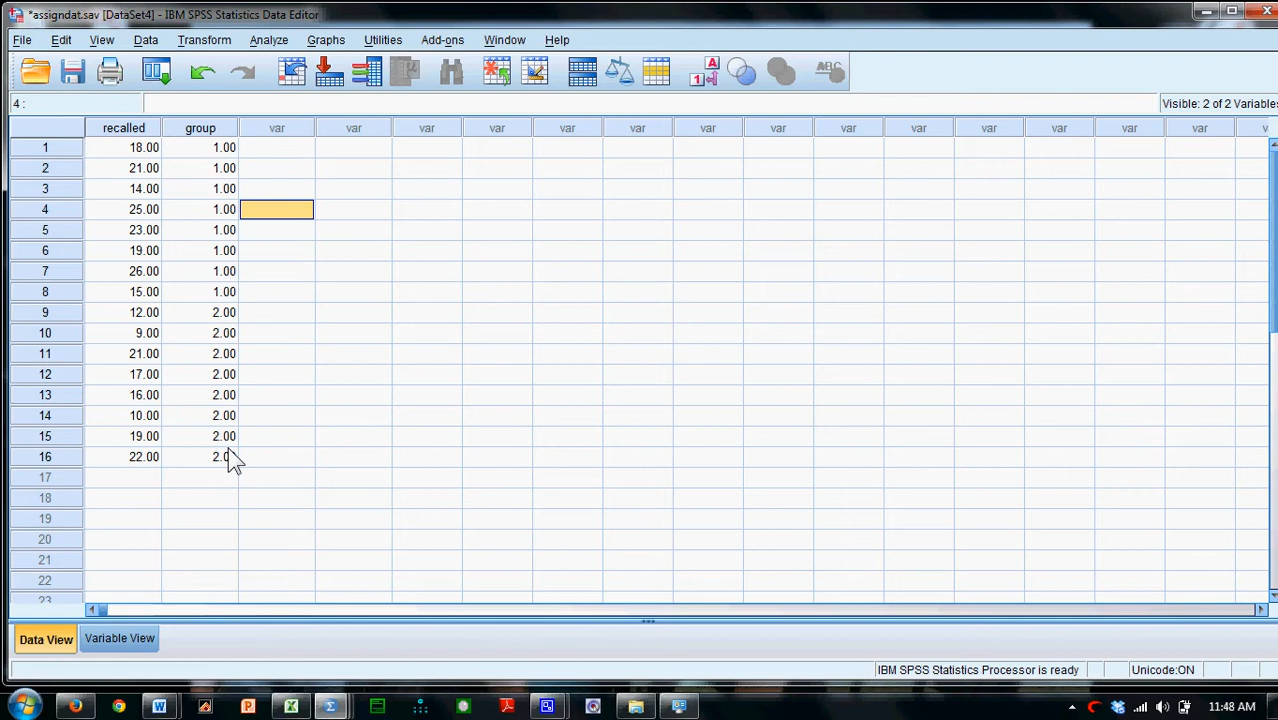 *assigndat.sav [DataSet4] - IBM SPSS Statistics Data Editor
File Edit View Data Transform Analyze Graphs Utilities Add-ons Window Help
4 : Visible: 2 of 2 Variables
recalled group var var var var var var var var var var var var var
1 18.00 1.00
2 21.00 1.00
3 14.00 1.00
4 25.00 1.00
5 23.00 1.00
6 19.00 1.00
7 26.00 1.00
8 15.00 1.00
9 12.00 2.00
10 9.00 2.00
11 21.00 2.00
12 17.00 2.00
13 16.00 2.00
14 10.00 2.00
15 19.00 2.00
16 22.00
17
18
19
20
21
22
23
Data View Variable View
IBM SPSS Statistics Processor is ready Unicode:ON
11:48 AM